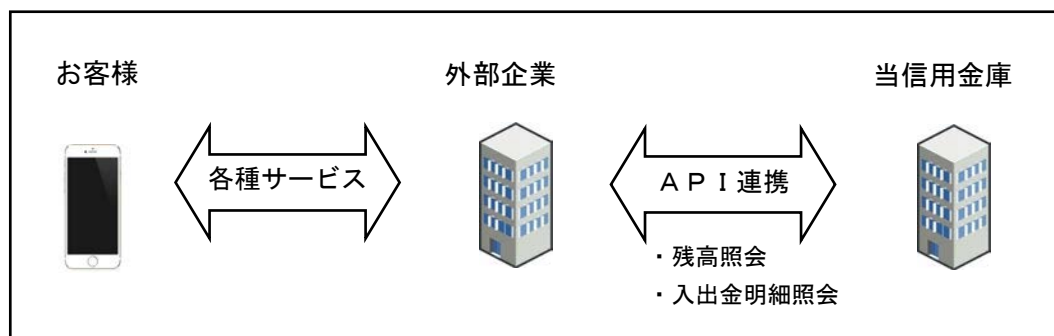 お客様
外部企業
当信用金庫
各種サービス
ＡＰＩ連携
・残高照会
・入出金明細照会